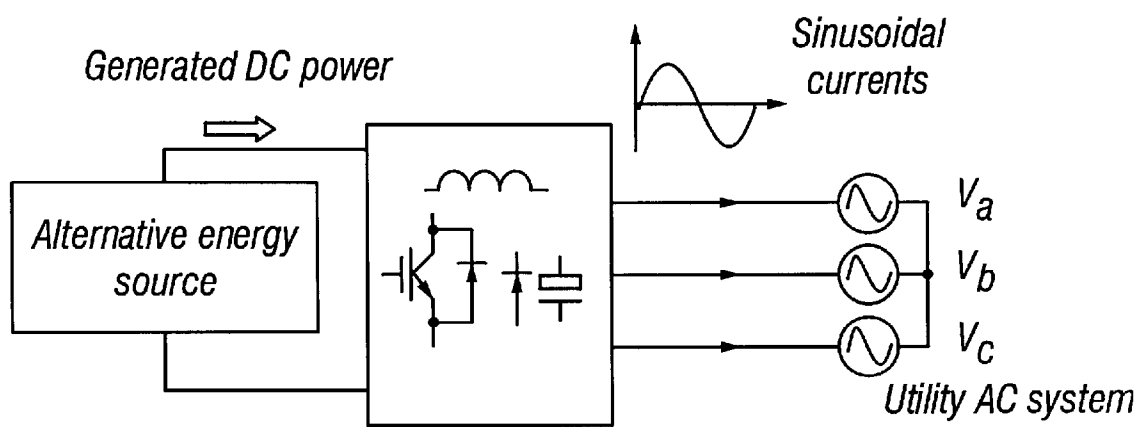 Generated DC power
Sinusoidal
currents
Alternative energy
source
Va
Vb
Vc
Utility AC system